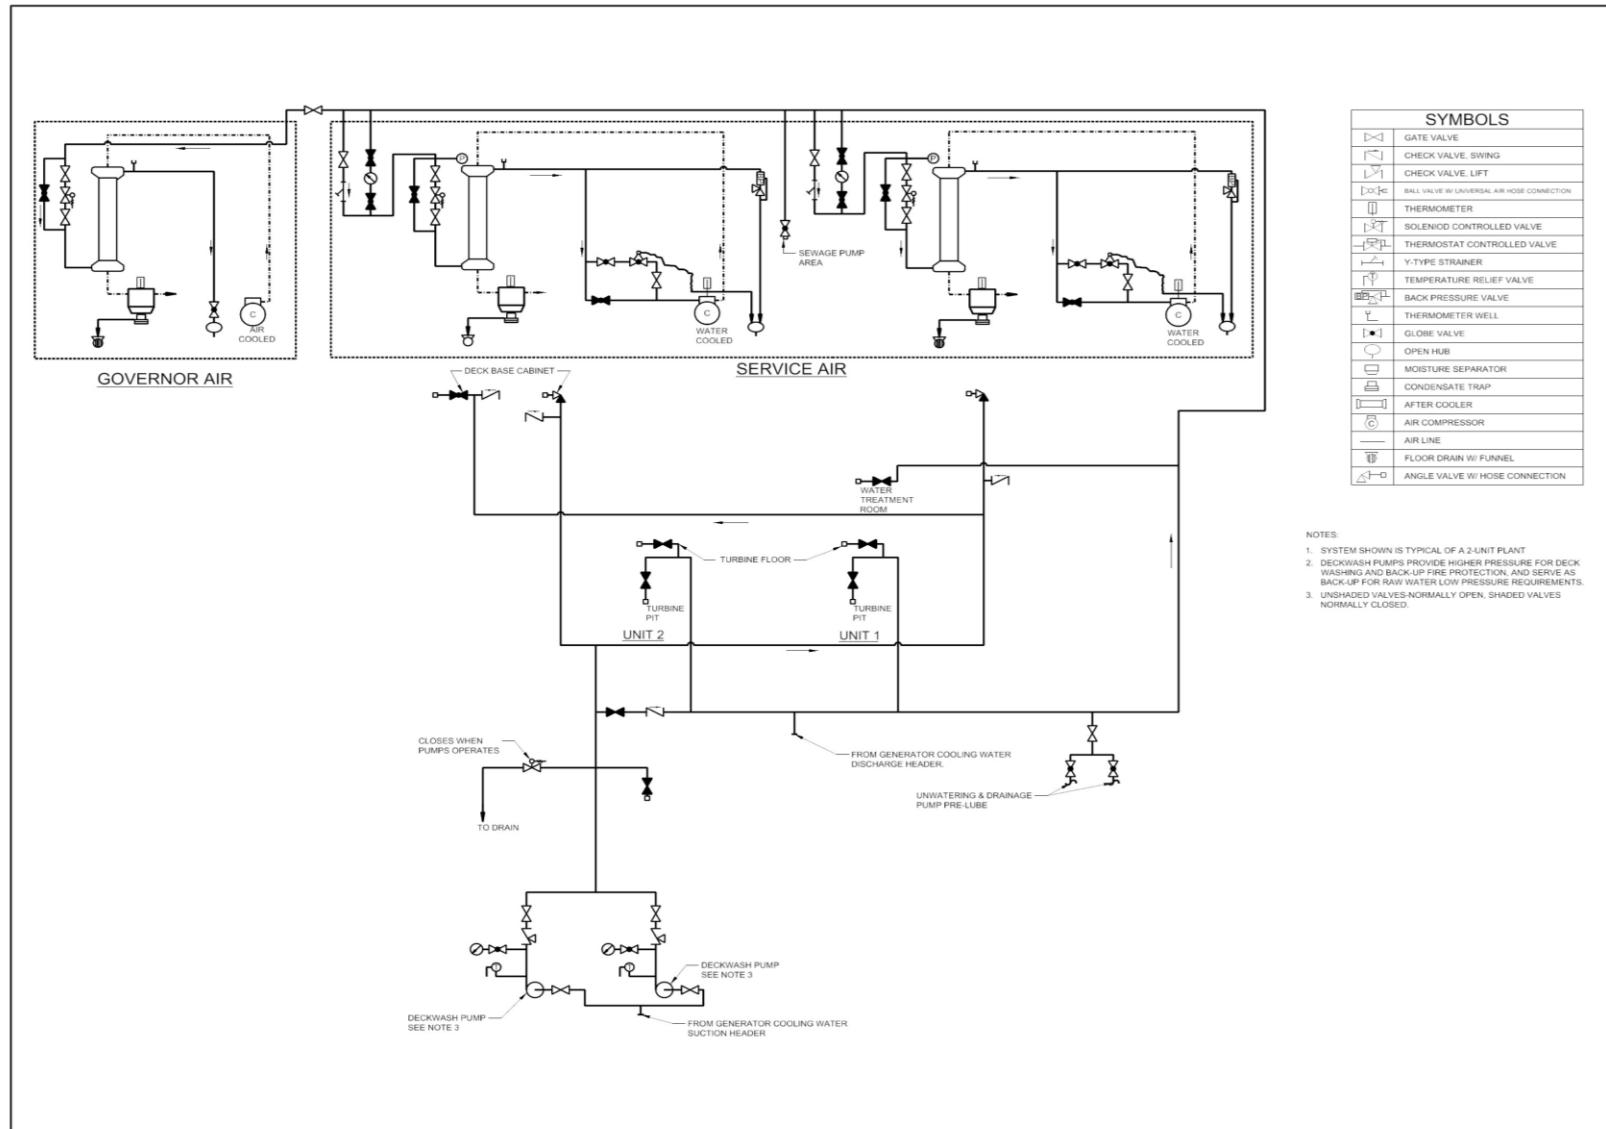 SYMBOLS
GATE VALVE
CHECK VALVE, SWING
CHECK VALVE, LIFT
BALL VALVE W/ UNIVERSAL AIR HOSE CONNECTION
THERMOMETER
SOLENIOD CONTROLLED VALVE
THERMOSTAT CONTROLLED VALVE
Y-TYPE STRAINER
T
TEMPERATURE RELIEF VALVE
BACK PRESSURE VALVE
THERMOMETER WELL
GLOBE VALVE
OPEN HUB
MOISTURE SEPARATOR
CONDENSATE TRAP
AFTER COOLER
C
AIR COMPRESSOR
AIR LINE
FLOOR DRAIN W/ FUNNEL
ANGLE VALVE W/ HOSE CONNECTION
P
P
SEWAGE PUMP
AREA
C
AIR
COOLED
C
WATER
COOLED
C
WATER
COOLED
GOVERNOR AIR
SERVICE AIR
DECK BASE CABINET
WATER
TREATMENT
ROOM
TURBINE FLOOR
TURBINE
PIT
TURBINE
PIT
UNIT 2
UNIT 1
NOTES:
1. SYSTEM SHOWN IS TYPICAL OF A 2-UNIT PLANT
2. DECKWASH PUMPS PROVIDE HIGHER PRESSURE FOR DECK
WASHING AND BACK-UP FIRE PROTECTION, AND SERVE AS
BACK-UP FOR RAW WATER LOW PRESSURE REQUIREMENTS.
3. UNSHADED VALVES-NORMALLY OPEN, SHADED VALVES
NORMALLY CLOSED.
CLOSES WHEN
PUMPS OPERATES
FROM GENERATOR COOLING WATER
DISCHARGE HEADER.
UNWATERING & DRAINAGE
PUMP PRE-LUBE
TO DRAIN
T
T
DECKWASH PUMP
SEE NOTE 3
DECKWASH PUMP
SEE NOTE 3
FROM GENERATOR COOLING WATER
SUCTION HEADER